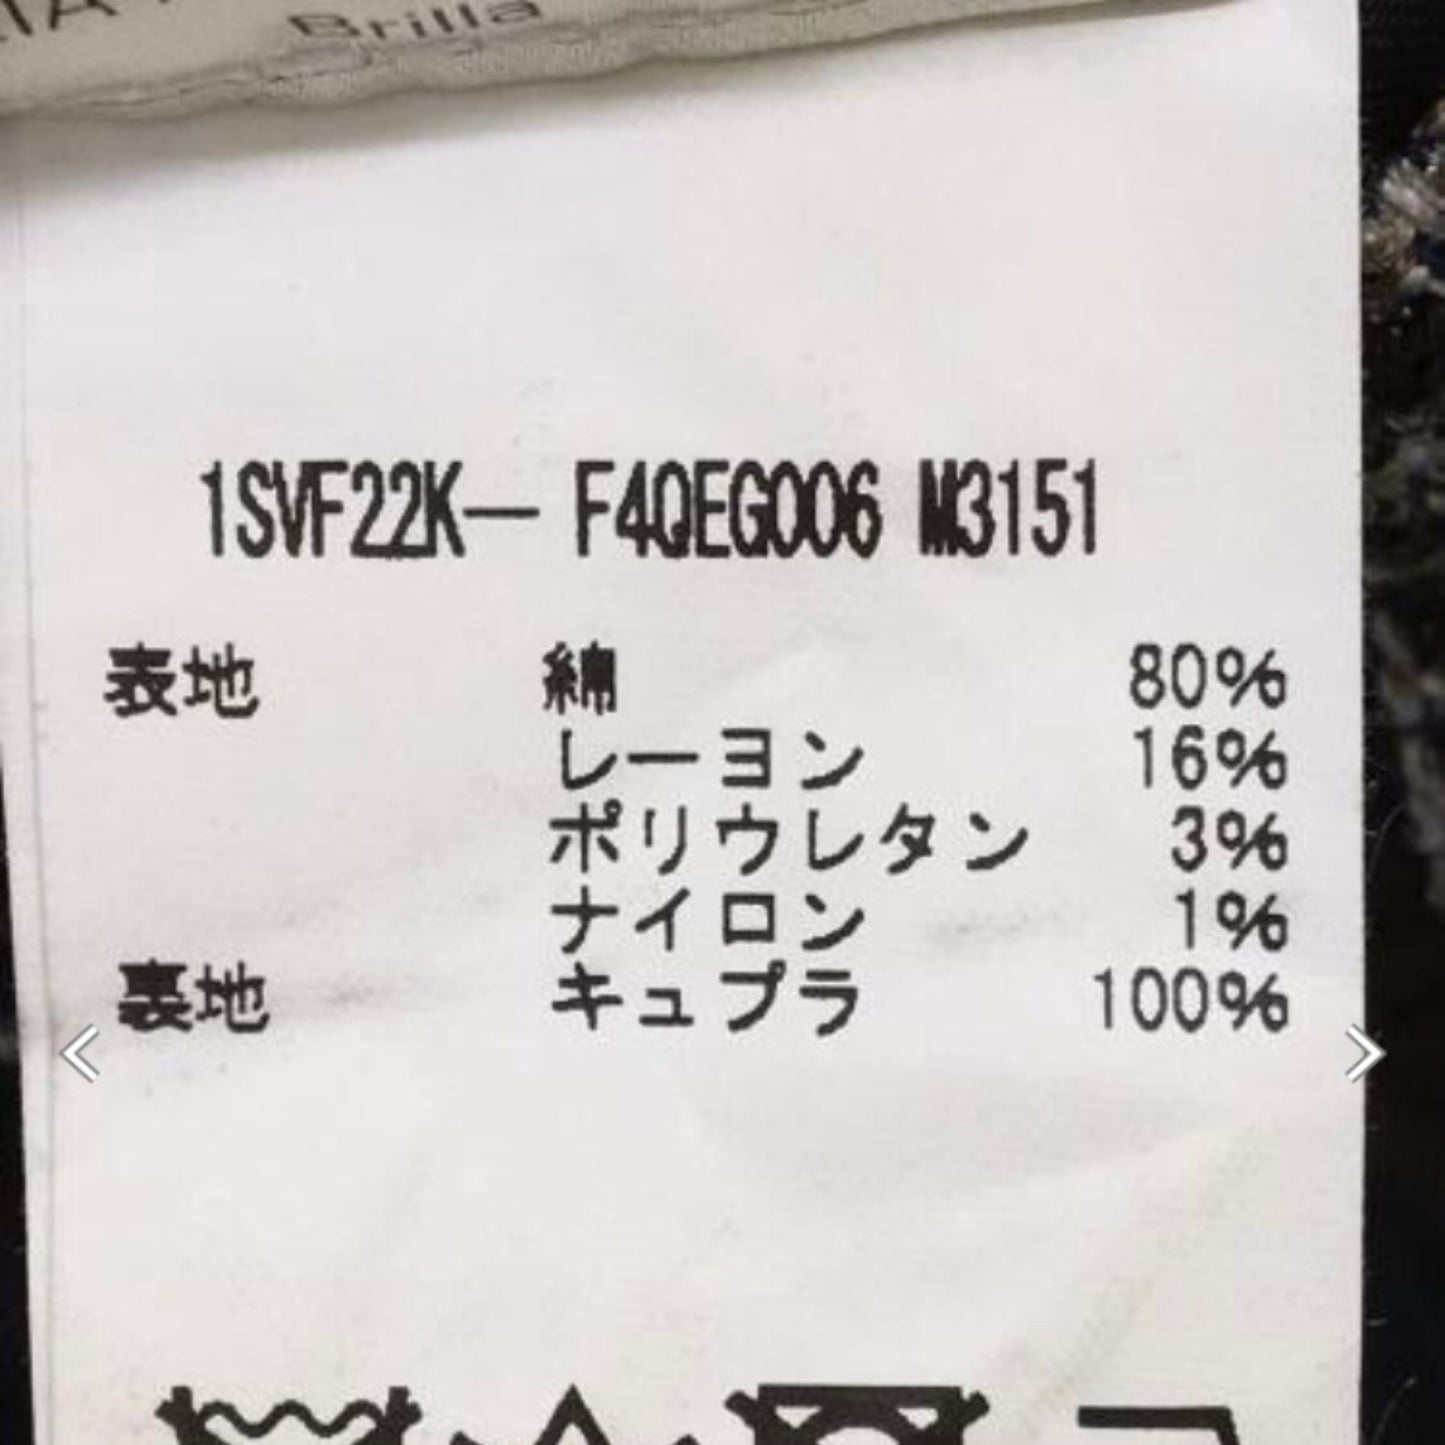 Brilla
1SVF22K— F4QEG006 M3151
表地 綿 80%
レーヨン 16%
ポリウレタン 3%
ナイロン 1%
裏地 キュプラ 100%